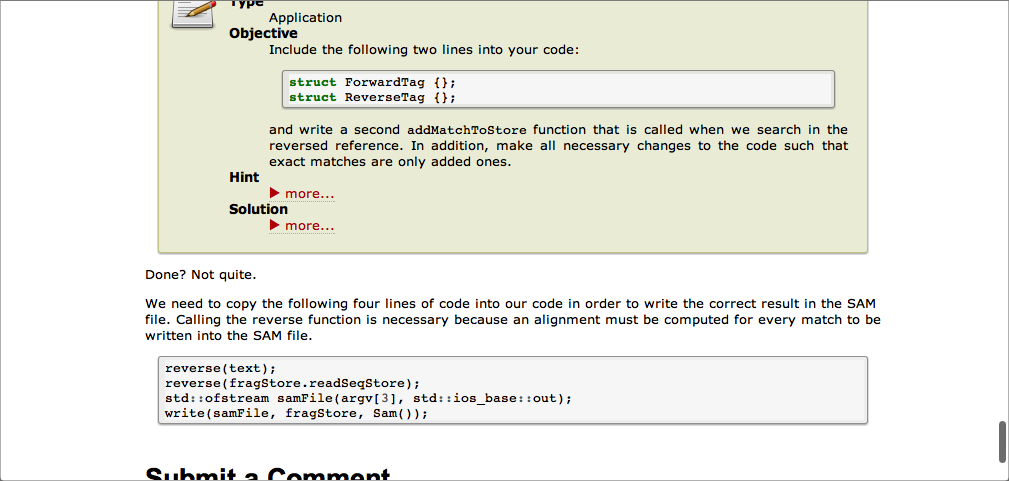 Type
Application
Objective
Include the following two lines into your code:
struct ForwardTag {};
struct ReverseTag {};
and write a second addMatchToStore function that is called when we search in the
reversed reference. In addition, make all necessary changes to the code such that
exact matches are only added ones.
Hint
▶ more...
Solution
▶ more...
Done? Not quite.
We need to copy the following four lines of code into our code in order to write the correct result in the SAM
file. Calling the reverse function is necessary because an alignment must be computed for every match to be
written into the SAM file.
reverse(text);
reverse(fragStore.readSeqStore);
std::ofstream samFile(argv[3], std::ios_base::out);
write(samFile, fragStore, Sam());
Submit a Comment